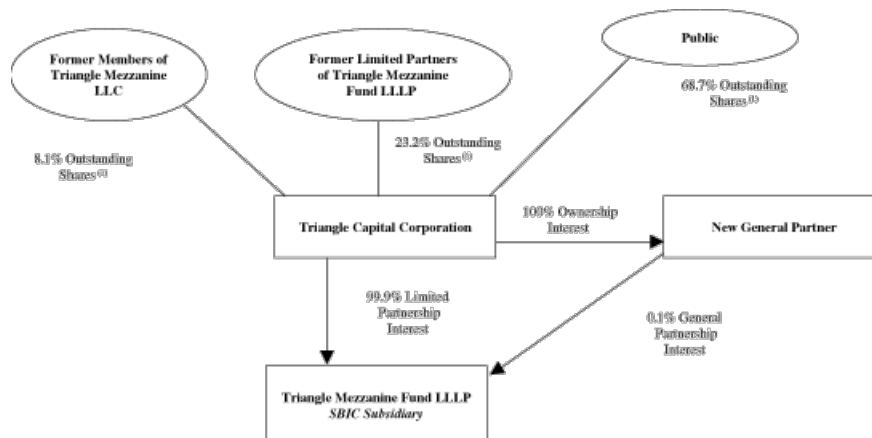 Former Members of
Triangle Mezzanine
LLC
Former Limited Partners
of Triangle Mezzanine
Fund LLLP
Public
8.1% Outstanding
Shares
23.2% Outstanding
Shares
68.7% Outstanding
Shares
Triangle Capital Corporation
100% Ownership
Interest
New General Partner
99.9% Limited
Partnership
Interest
0.1% General
Partnership
Interest
Triangle Mezzanine Fund LLLP
SBIC Subsidiary